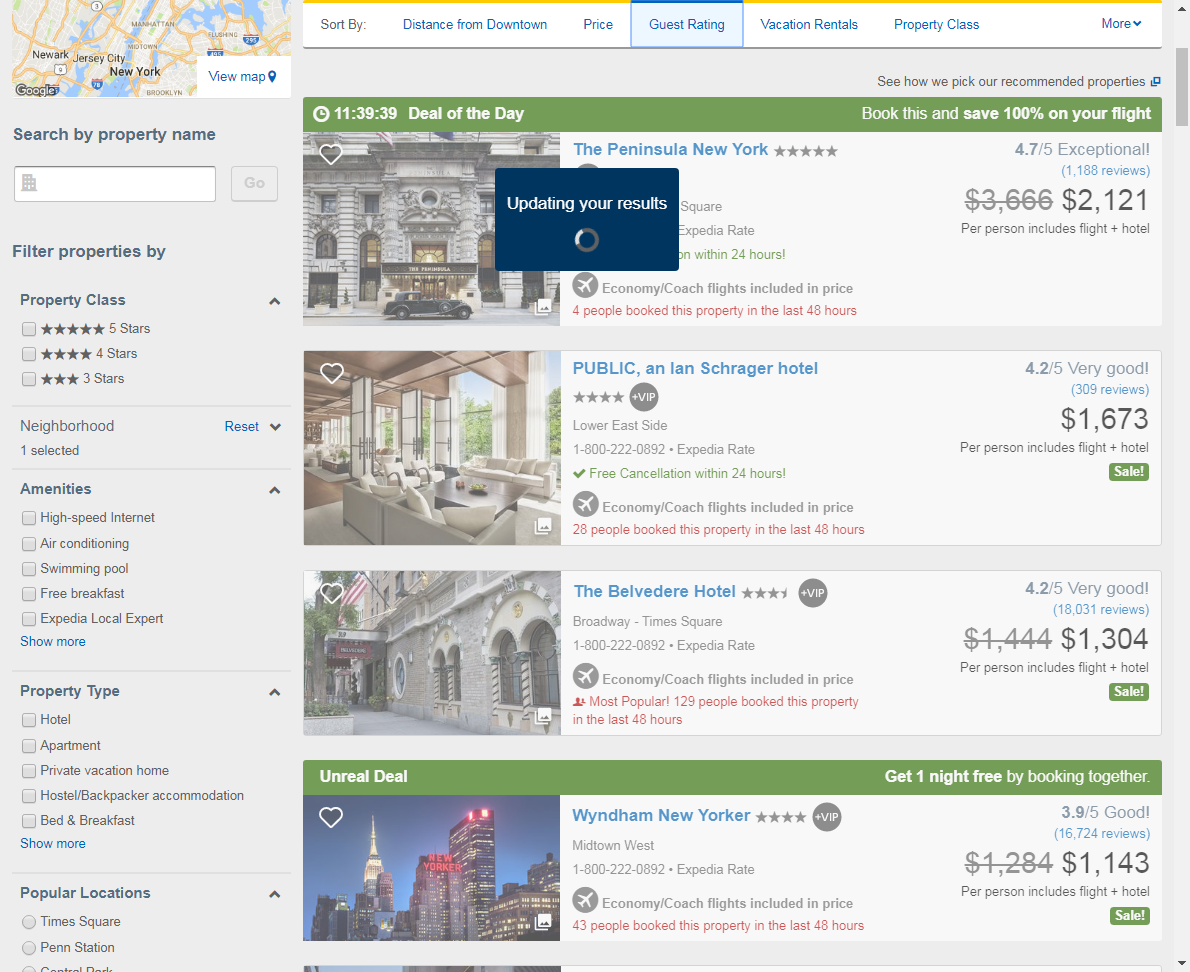 MANHATTAN
MIDTOWN
FLUSHING
Newark
Jersey City
New York
BROOKLYN
Google
View map
Search by property name
Go
Filter properties by
Property Class
5 Stars
4 Stars
3 Stars
Neighborhood Reset
1 selected
Amenities
High-speed Internet
Air conditioning
Swimming pool
Free breakfast
Expedia Local Expert
Show more
Property Type
Hotel
Apartment
Private vacation home
Hostel/Backpacker accommodation
Bed & Breakfast
Show more
Popular Locations
Times Square
Penn Station
Central Park
Sort By: Distance from Downtown Price Guest Rating Vacation Rentals Property Class More
See how we pick our recommended properties
11:39:39 Deal of the Day Book this and save 100% on your flight
The Peninsula New York 4.7/5 Exceptional!
(1,188 reviews)
Updating your results
Square
$3,666 $2,121
Expedia Rate Per person includes flight + hotel
on within 24 hours!
Economy/Coach flights included in price
4 people booked this property in the last 48 hours
THE PENINSULA
PUBLIC, an Ian Schrager hotel 4.2/5 Very good!
+VIP (309 reviews)
Lower East Side $1,673
1-800-222-0892 • Expedia Rate Per person includes flight + hotel
Free Cancellation within 24 hours! Sale!
Economy/Coach flights included in price
28 people booked this property in the last 48 hours
The Belvedere Hotel +VIP 4.2/5 Very good!
(18,031 reviews)
Broadway - Times Square $1,444 $1,304
1-800-222-0892 • Expedia Rate Per person includes flight + hotel
Economy/Coach flights included in price Sale!
Most Popular! 129 people booked this property
in the last 48 hours
BELVEDERE
Unreal Deal Get 1 night free by booking together.
Wyndham New Yorker +VIP 3.9/5 Good!
(16,724 reviews)
Midtown West $1,284 $1,143
1-800-222-0892 • Expedia Rate Per person includes flight + hotel
Economy/Coach flights included in price Sale!
43 people booked this property in the last 48 hours
NEW
YORKER